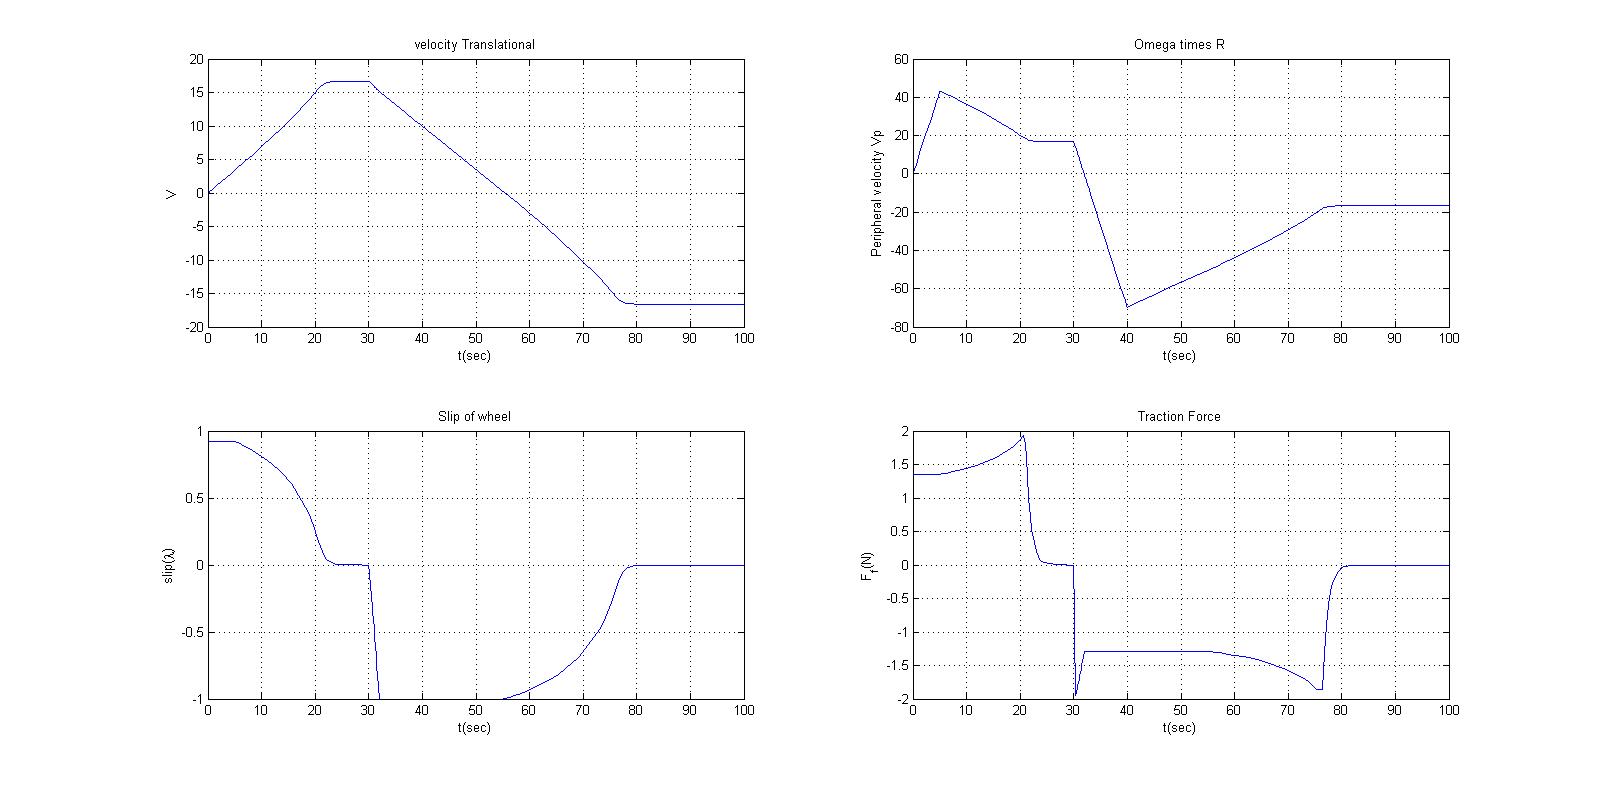 velocity Translational
20
15
10
5
0
-5
-10
-15
-20
V
0 10 20 30 40 50 60 70 80 90 100
t(sec)
Omega times R
60
40
20
0
-20
-40
-60
-80
Peripheral velocity Vp
0 10 20 30 40 50 60 70 80 90 100
t(sec)
Slip of wheel
1
0.5
0
-0.5
-1
slip(λ)
0 10 20 30 40 50 60 70 80 90 100
t(sec)
Traction Force
2
1.5
1
0.5
0
-0.5
-1
-1.5
-2
F_f(N)
0 10 20 30 40 50 60 70 80 90 100
t(sec)